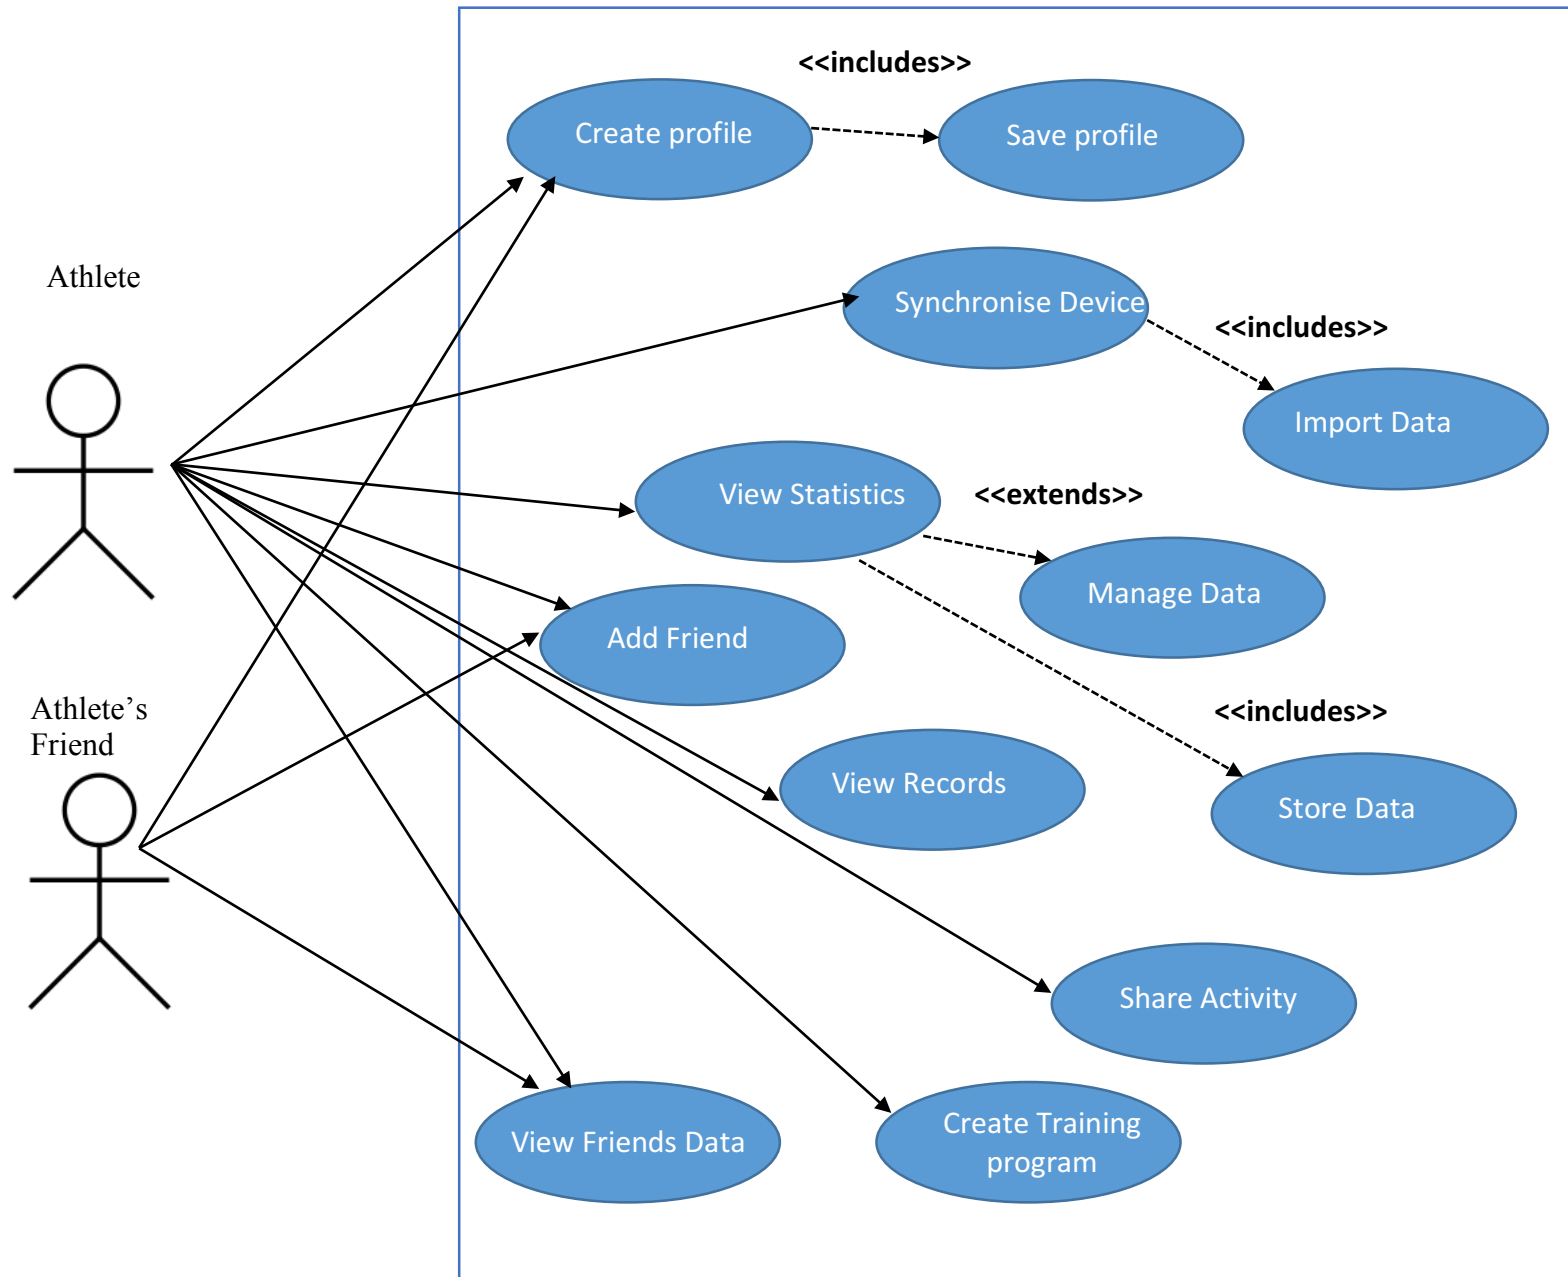 <<includes>>
Create profile
Save profile
Athlete
Synchronise Device
<<includes>>
Import Data
View Statistics
<<extends>>
Manage Data
Add Friend
Athlete’s
Friend
<<includes>>
View Records
Store Data
Share Activity
View Friends Data
Create Training
program